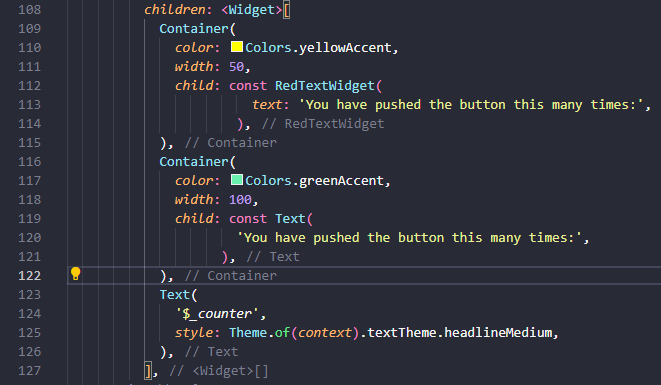 108 children: <Widget>[
109 Container(
110 color: Colors.yellowAccent,
111 width: 50,
112 child: const RedTextWidget(
113 text: 'You have pushed the button this many times:',
114 ), // RedTextWidget
115 ), // Container
116 Container(
117 color: Colors.greenAccent,
118 width: 100,
119 child: const Text(
120 'You have pushed the button this many times:',
121 ), // Text
122 ), // Container
123 Text(
124 '$_counter',
125 style: Theme.of(context).textTheme.headlineMedium,
126 ), // Text
127 ], // <Widget>[]